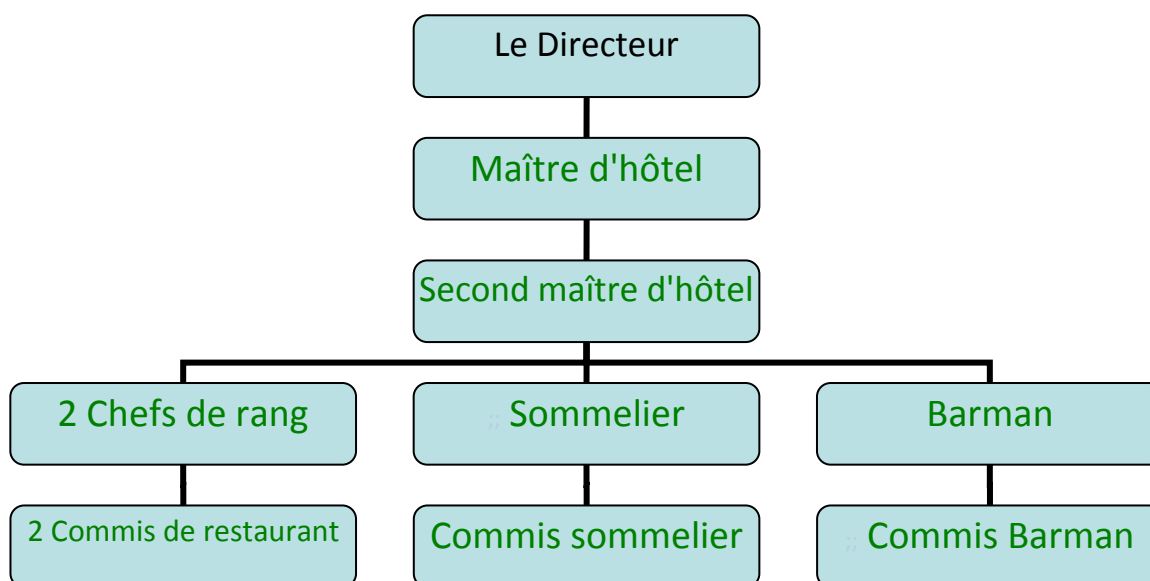 Le Directeur
Maître d'hôtel
Second maître d'hôtel
2 Chefs de rang
;; Sommelier
Barman
2 Commis de restaurant
Commis sommelier
;; Commis Barman